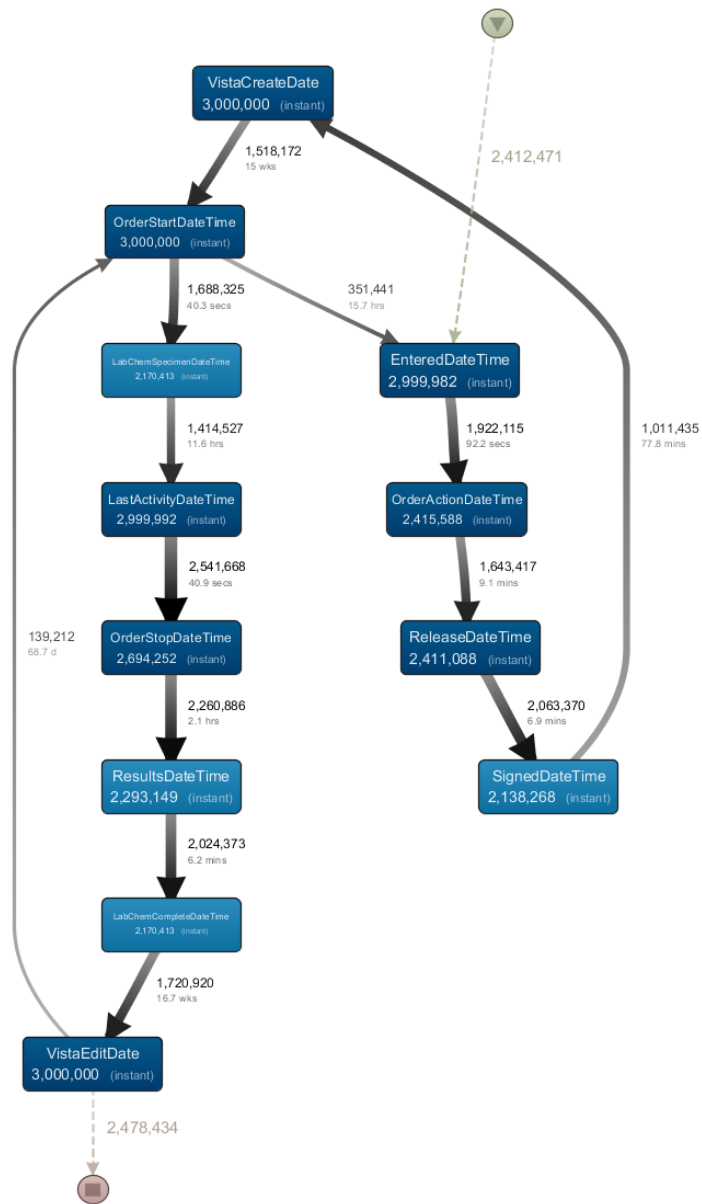 VistaCreateDate
3,000,000 (instant)
1,518,172
15 wks
2,412,471
OrderStartDateTime
3,000,000 (instant)
1,688,325
40.3 secs
351,441
15.7 hrs
LabChemSpecimenDateTime
2,170,413 (instant)
EnteredDateTime
2,999,982 (instant)
1,414,527
11.6 hrs
1,922,115
92.2 secs
1,011,435
77.8 mins
LastActivityDateTime
2,999,992 (instant)
OrderActionDateTime
2,415,588 (instant)
2,541,668
40.9 secs
1,643,417
9.1 mins
139,212
68.7 d
OrderStopDateTime
2,694,252 (instant)
ReleaseDateTime
2,411,088 (instant)
2,260,886
2.1 hrs
2,063,370
6.9 mins
ResultsDateTime
2,293,149 (instant)
SignedDateTime
2,138,268 (instant)
2,024,373
6.2 mins
LabChemCompleteDateTime
2,170,413 (instant)
1,720,920
16.7 wks
VistaEditDate
3,000,000 (instant)
2,478,434